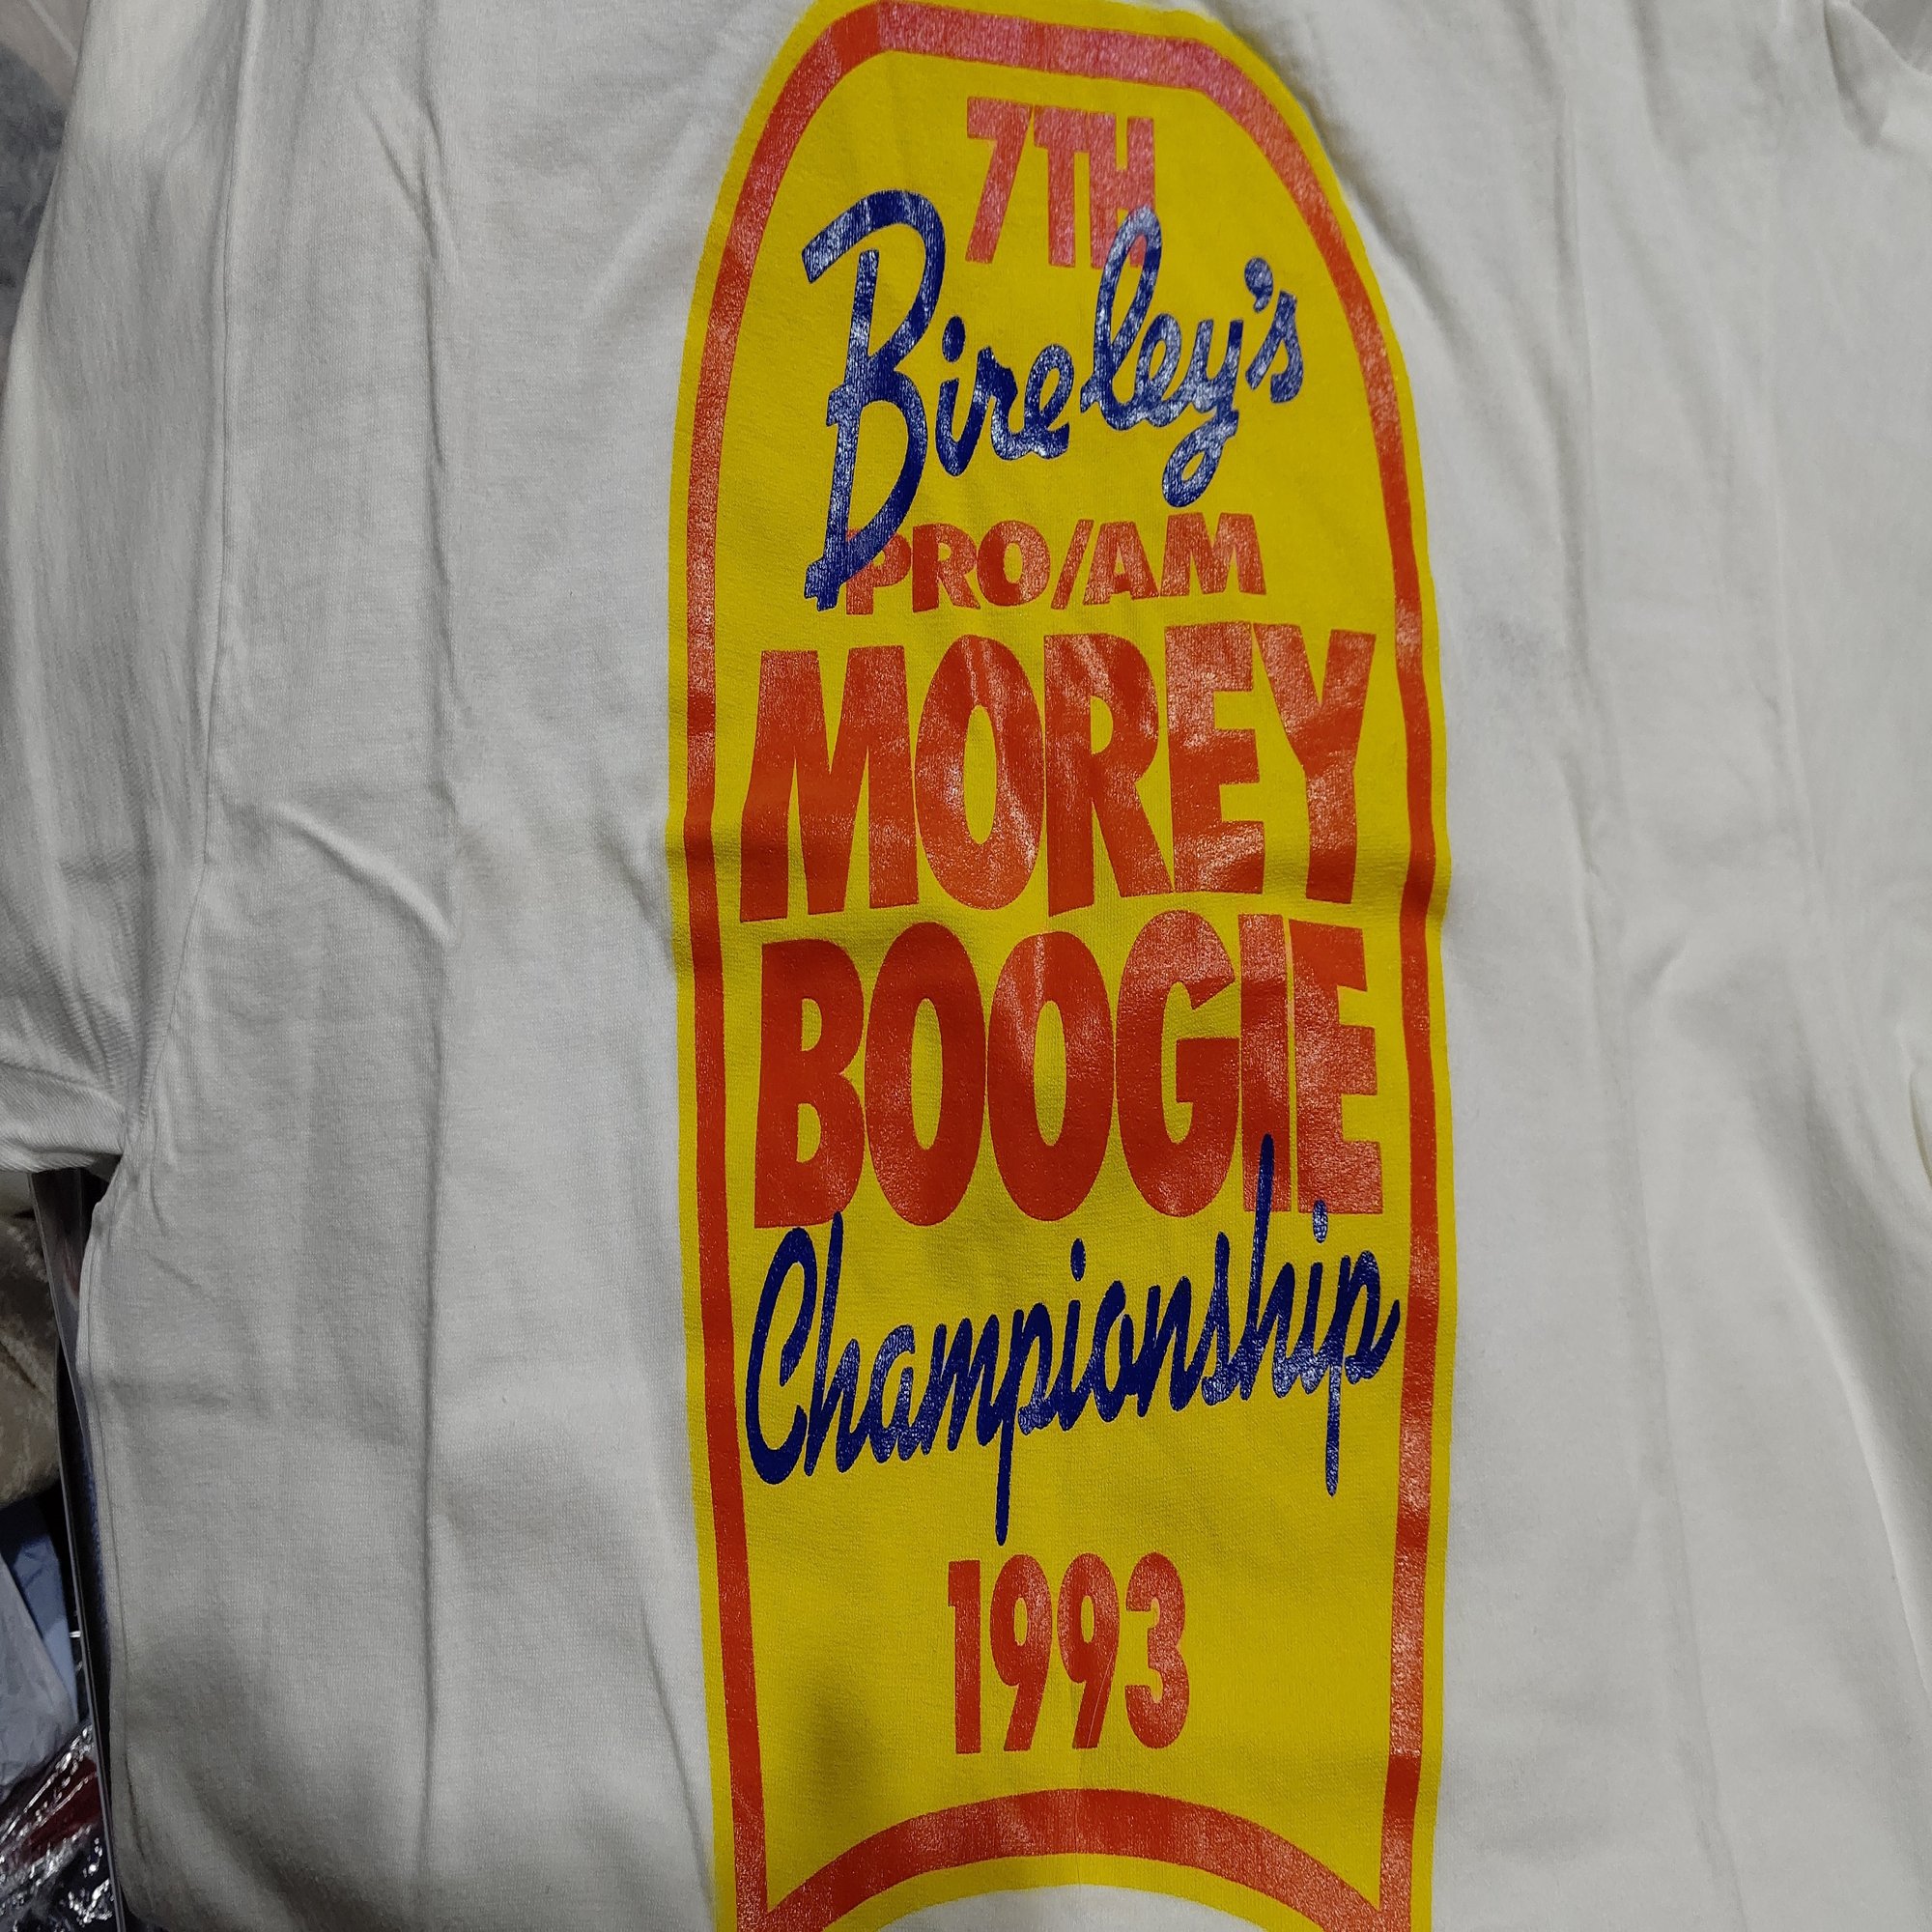 7TH
Bireley's
PRO/AM
MOREY
BOOGIE
Championship
1993